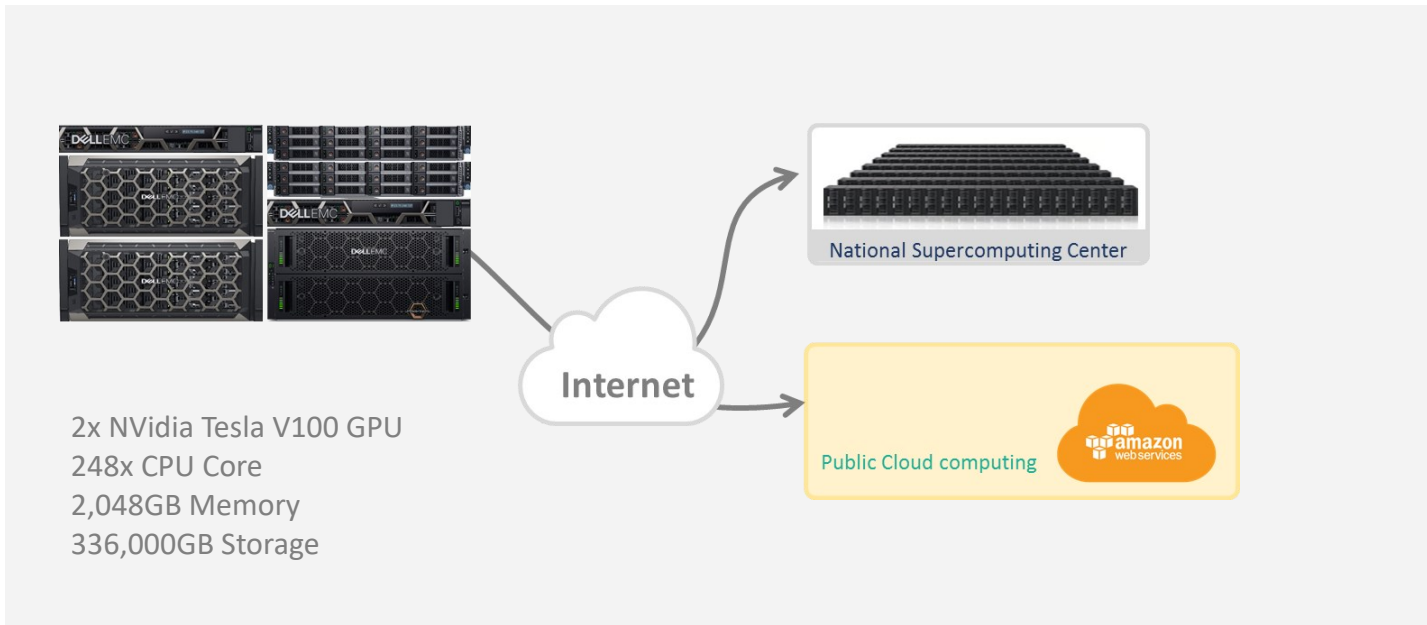 DELLEMC
DELLEMC
DELLEMC
DELLEMC
DELLEMC
National Supercomputing Center
Internet
amazon
web services
Public Cloud computing
2x NVidia Tesla V100 GPU
248x CPU Core
2,048GB Memory
336,000GB Storage